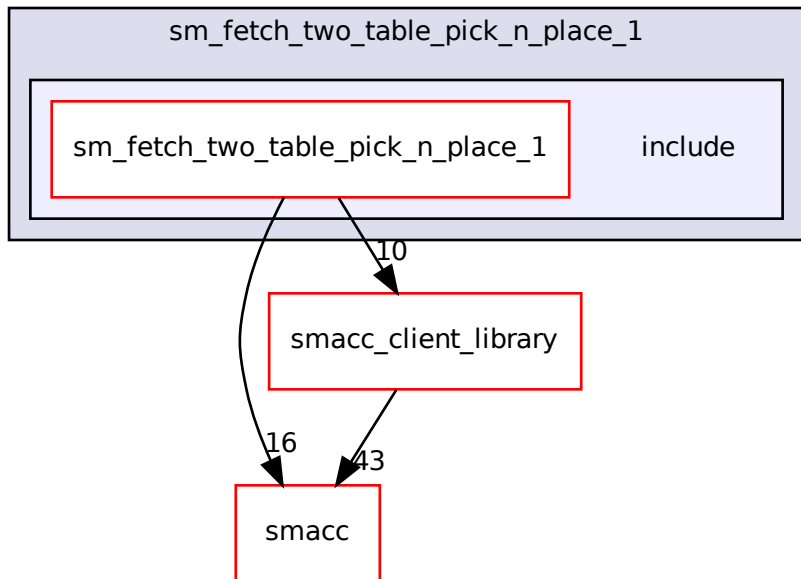 sm_fetch_two_table_pick_n_place_1
sm_fetch_two_table_pick_n_place_1
include
10
smacc_client_library
16
43
smacc